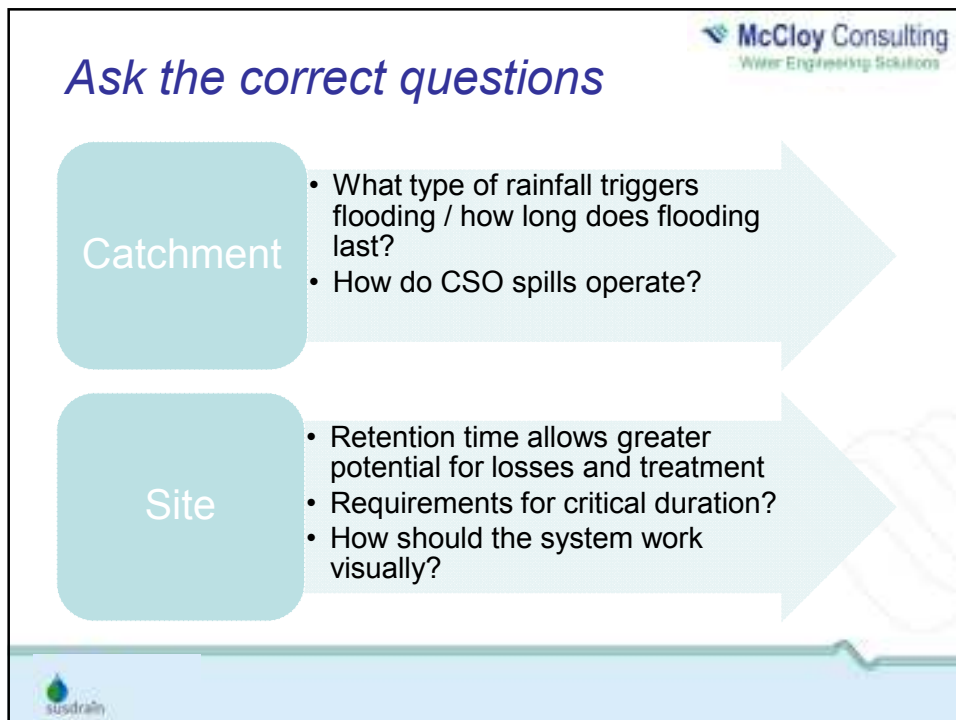 McCloy Consulting
Water Engineering Solutions
Ask the correct questions
Catchment
• What type of rainfall triggers
flooding / how long does flooding
last?
• How do CSO spills operate?
Site
• Retention time allows greater
potential for losses and treatment
• Requirements for critical duration?
• How should the system work
visually?
susdrain